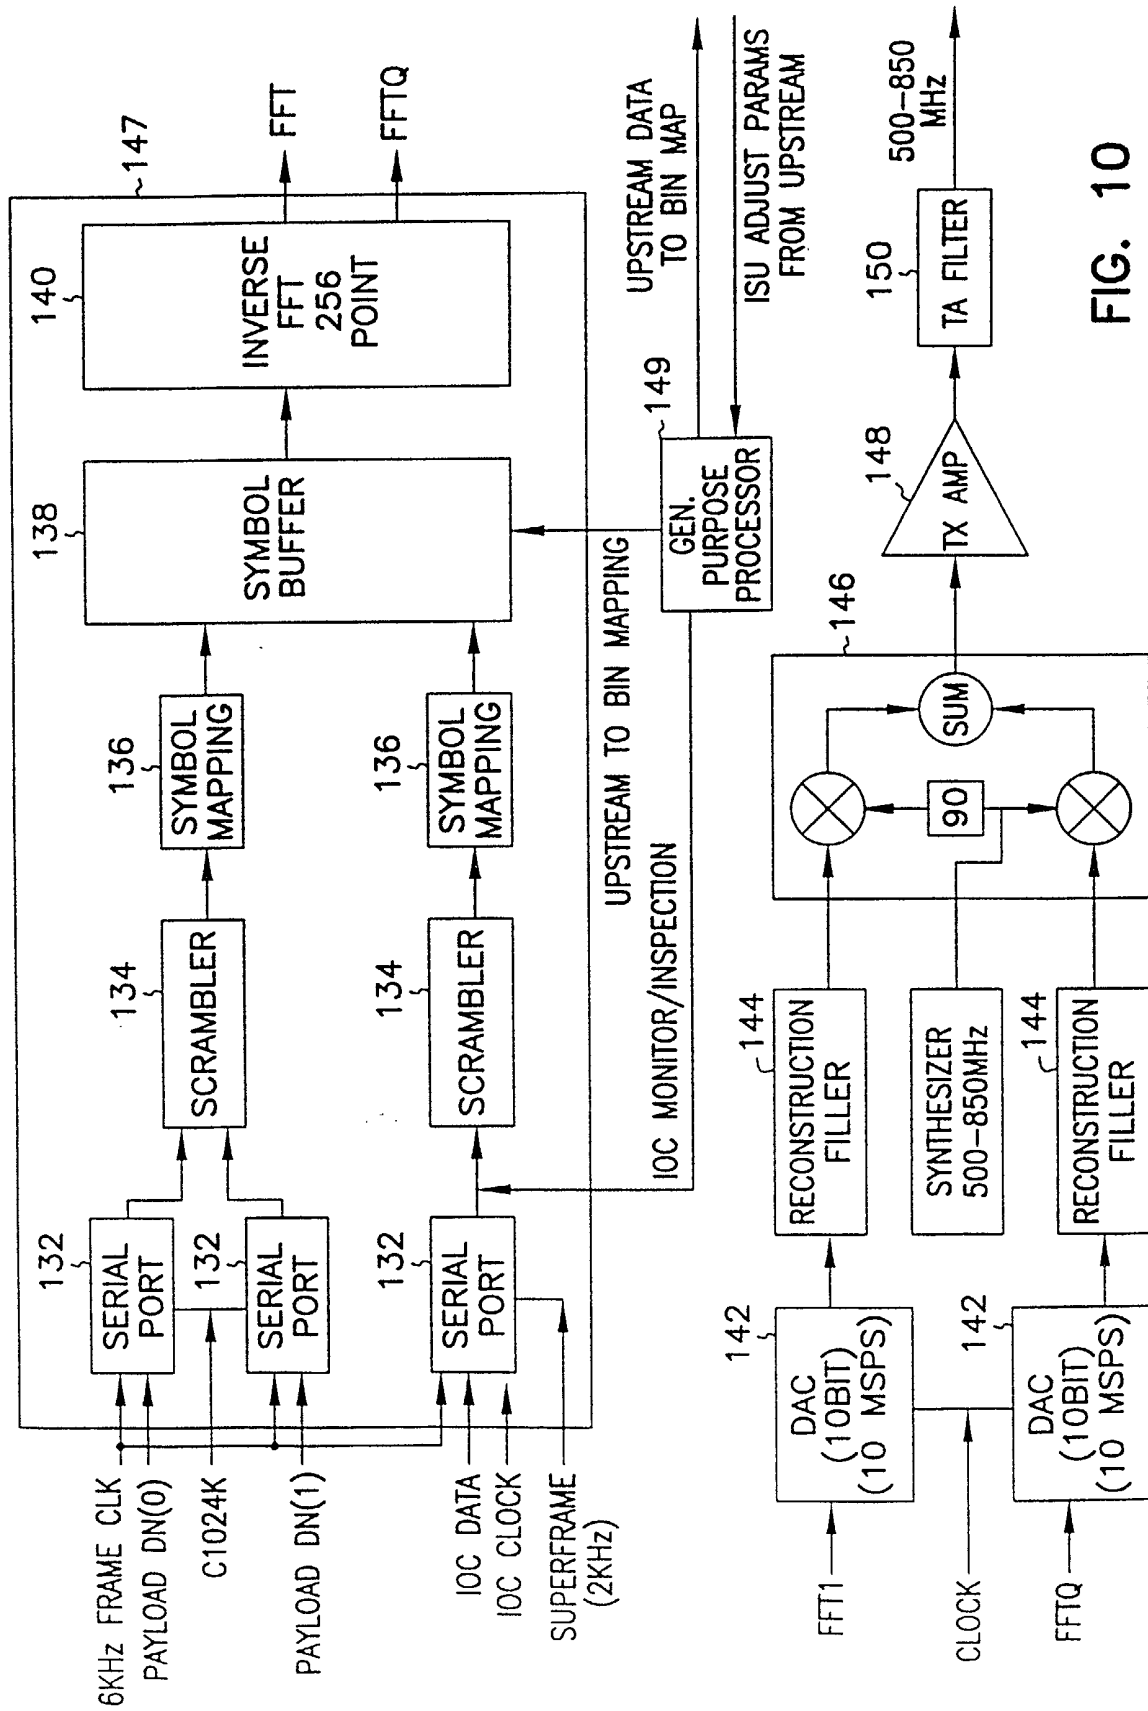 147
140
INVERSE
FFT
256
POINT
FFT
FFTQ
138
SYMBOL
BUFFER
136
SYMBOL
MAPPING
136
SYMBOL
MAPPING
134
SCRAMBLER
134
SCRAMBLER
132
SERIAL
PORT
132
SERIAL
PORT
132
SERIAL
PORT
6KHz FRAME CLK
PAYLOAD DN(0)
C1024K
PAYLOAD DN(1)
IOC DATA
IOC CLOCK
SUPERFRAME
(2KHz)
UPSTREAM TO BIN MAPPING
IOC MONITOR/INSPECTION
149
GEN.
PURPOSE
PROCESSOR
UPSTREAM DATA
TO BIN MAP
ISU ADJUST PARAMS
FROM UPSTREAM
FFT1
CLOCK
FFTQ
142
DAC
(10BIT)
(10 MSPS)
142
DAC
(10BIT)
(10 MSPS)
144
RECONSTRUCTION
FILLER
SYNTHESIZER
500-850MHz
144
RECONSTRUCTION
FILLER
146
90
SUM
148
TX AMP
150
TA FILTER
500-850
MHz
FIG. 10